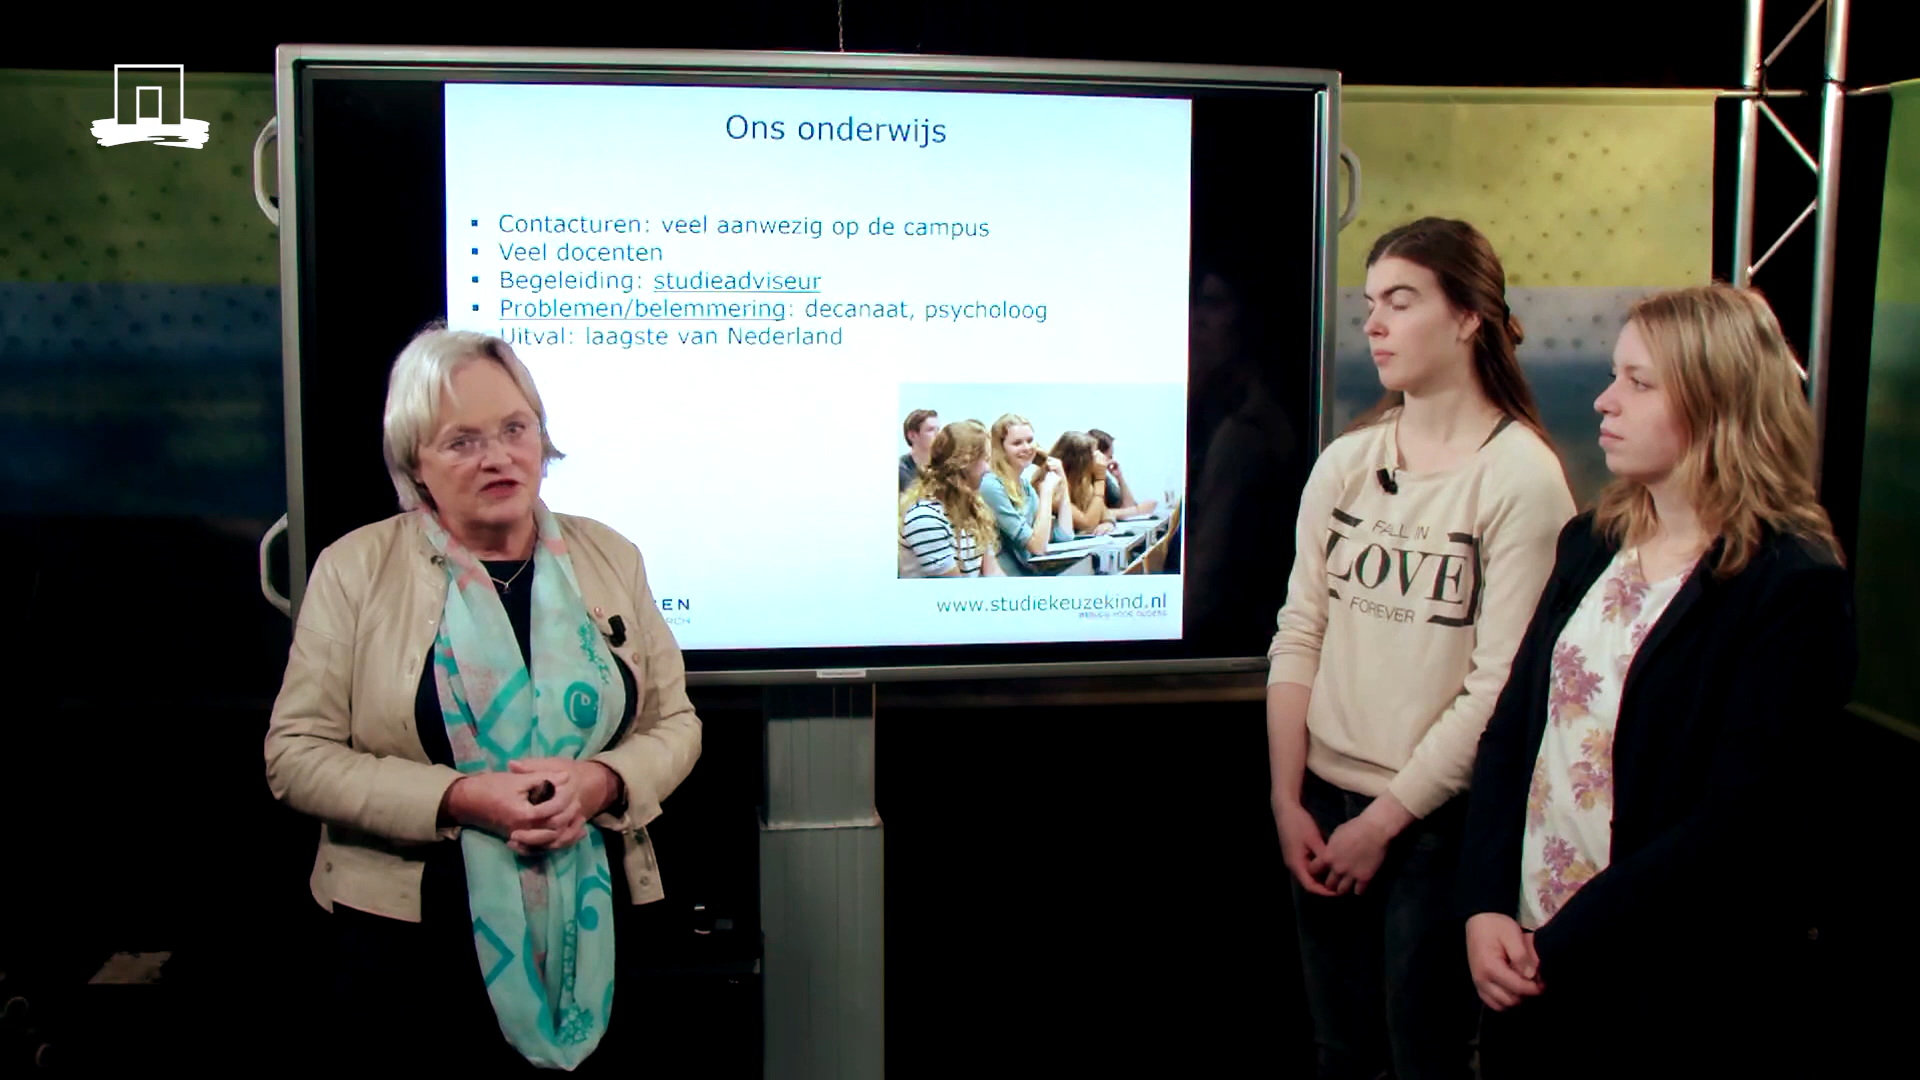 Ons onderwijs
▪ Contacturen: veel aanwezig op de campus
▪ Veel docenten
▪ Begeleiding: studieadviseur
▪ Problemen/belemmering: decanaat, psycholoog
Uitval: laagste van Nederland
www.studiekeuzekind.nl
FALL IN
LOVE
FOREVER